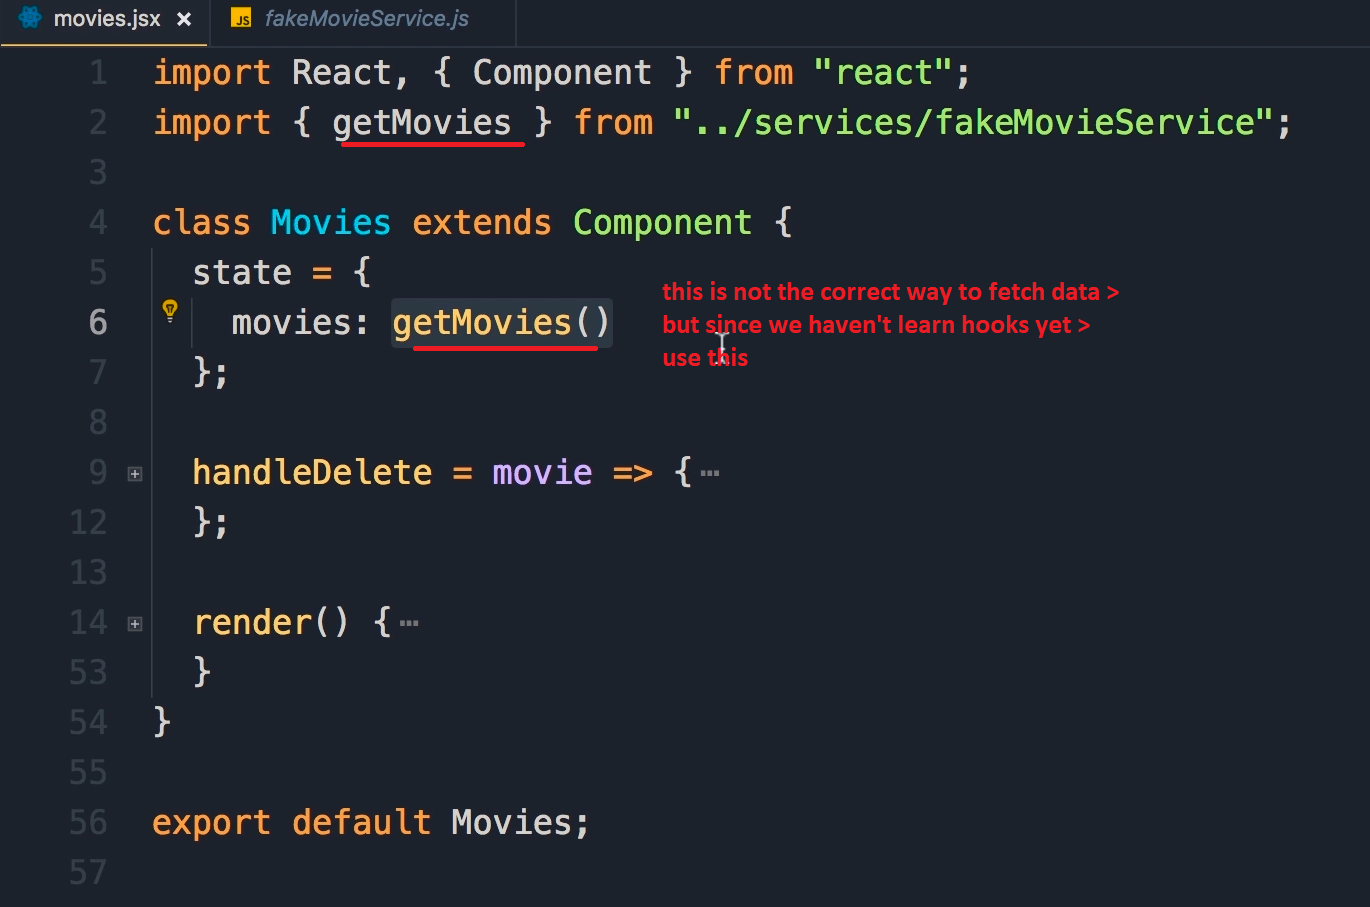 movies.jsx × JS fakeMovieService.js
1 import React, { Component } from "react";
2 import { getMovies } from "../services/fakeMovieService";
3
4 class Movies extends Component {
5 state = {
6 movies: getMovies()
this is not the correct way to fetch data >
but since we haven't learn hooks yet >
use this
7 };
8
9 handleDelete = movie => {…
12 };
13
14 render() {…
53 }
54 }
55
56 export default Movies;
57